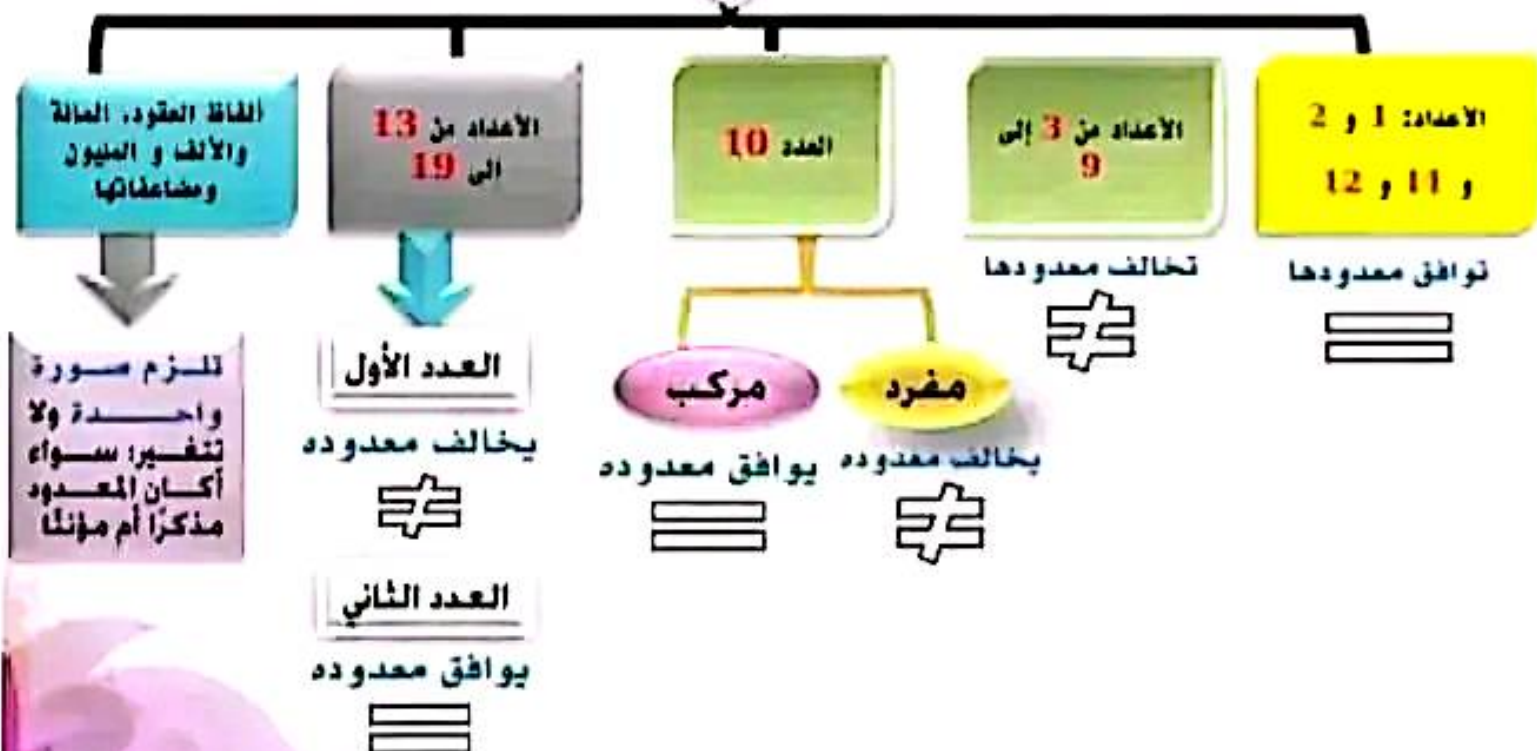 الأعداد: 1 و 2
و 11 و 12
توافق معدودها
الأعداد من 3 إلى
9
تخالف معدودها
العدد 10
مفرد
يخالف معدوده
مركب
يوافق معدوده
الأعداد من 13
الى 19
العدد الأول
يخالف معدوده
العدد الثاني
يوافق معدوده
ألفاظ العقود، المائة
والألف و المليون
ومضاعفاتها
تلزم صورة
واحدة ولا
تتغير؛ سواء
أكان المعدود
مذكرًا أم مؤنثًا